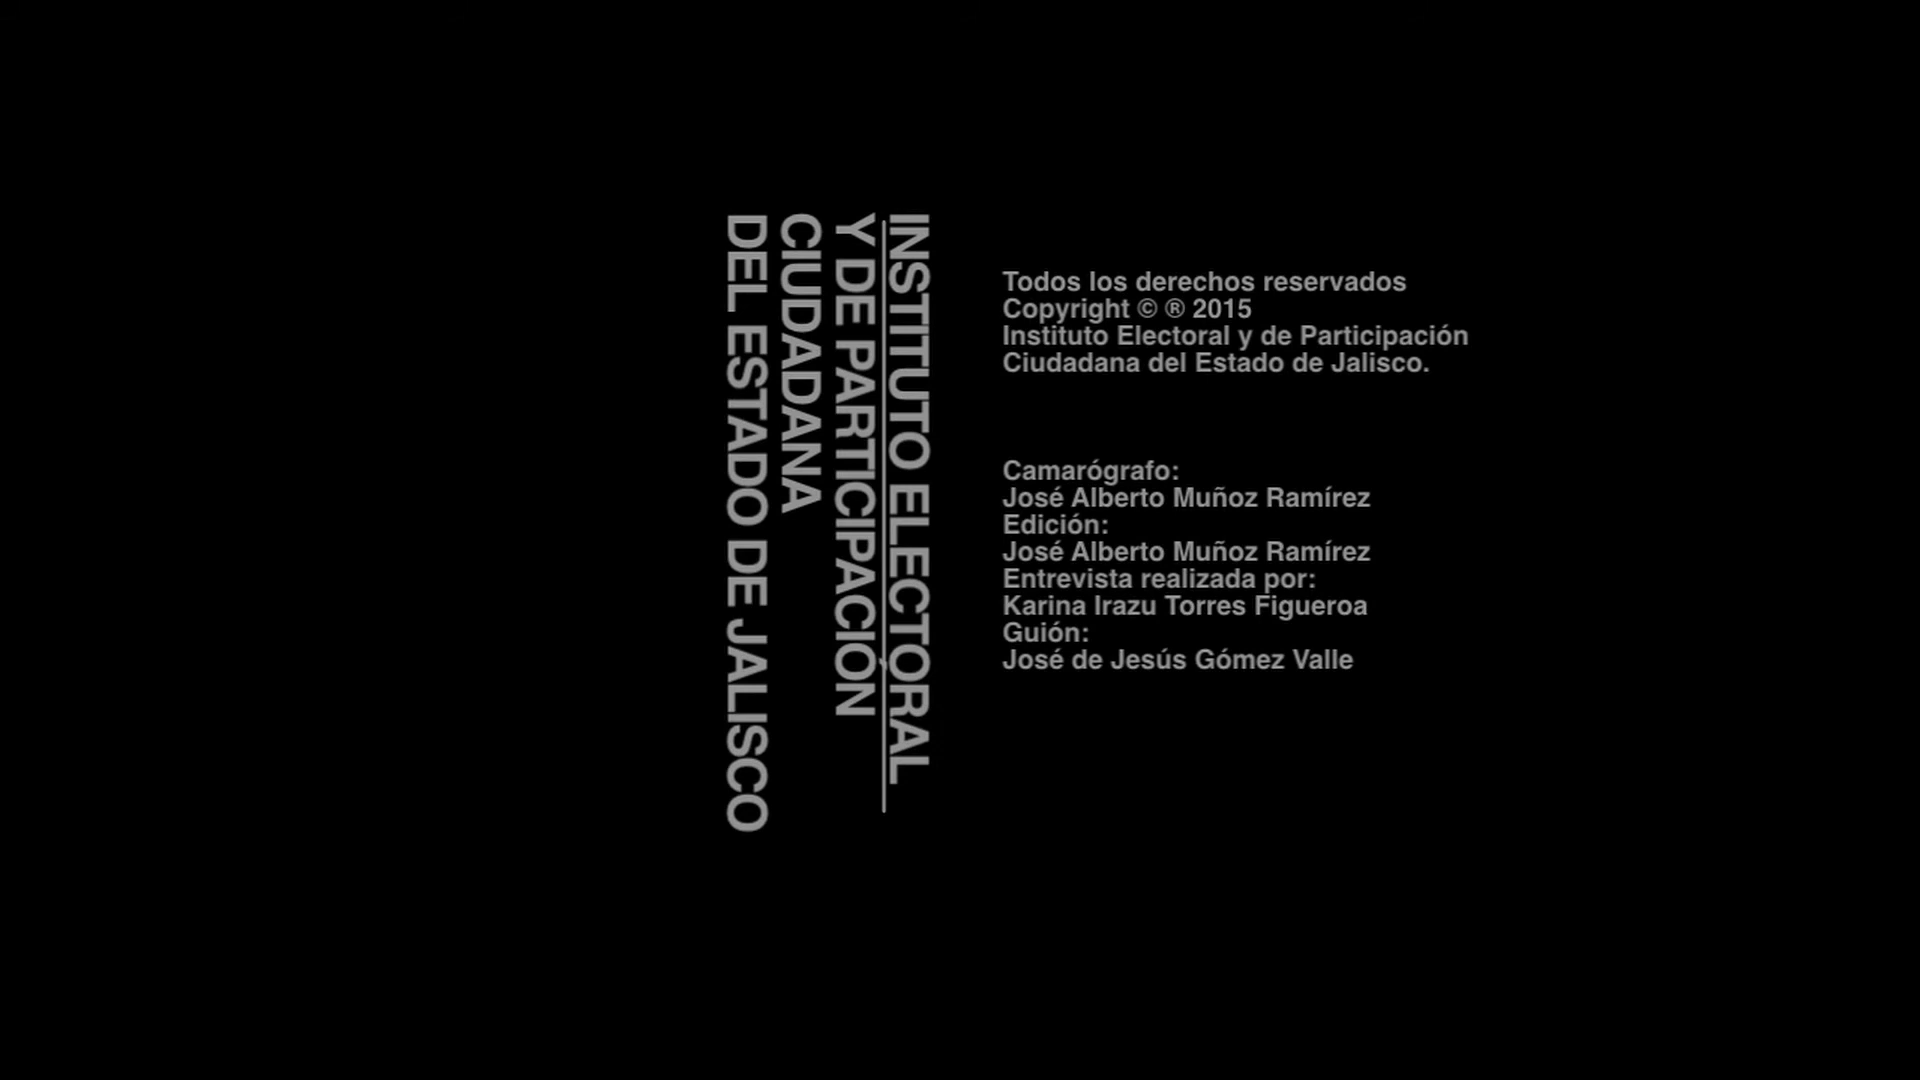 INSTITUTO ELECTORAL
Y DE PARTICIPACIÓN
CIUDADANA
DEL ESTADO DE JALISCO
Todos los derechos reservados
Copyright © ® 2015
Instituto Electoral y de Participación
Ciudadana del Estado de Jalisco.
Camarógrafo:
José Alberto Muñoz Ramírez
Edición:
José Alberto Muñoz Ramírez
Entrevista realizada por:
Karina Irazu Torres Figueroa
Guión:
José de Jesús Gómez Valle